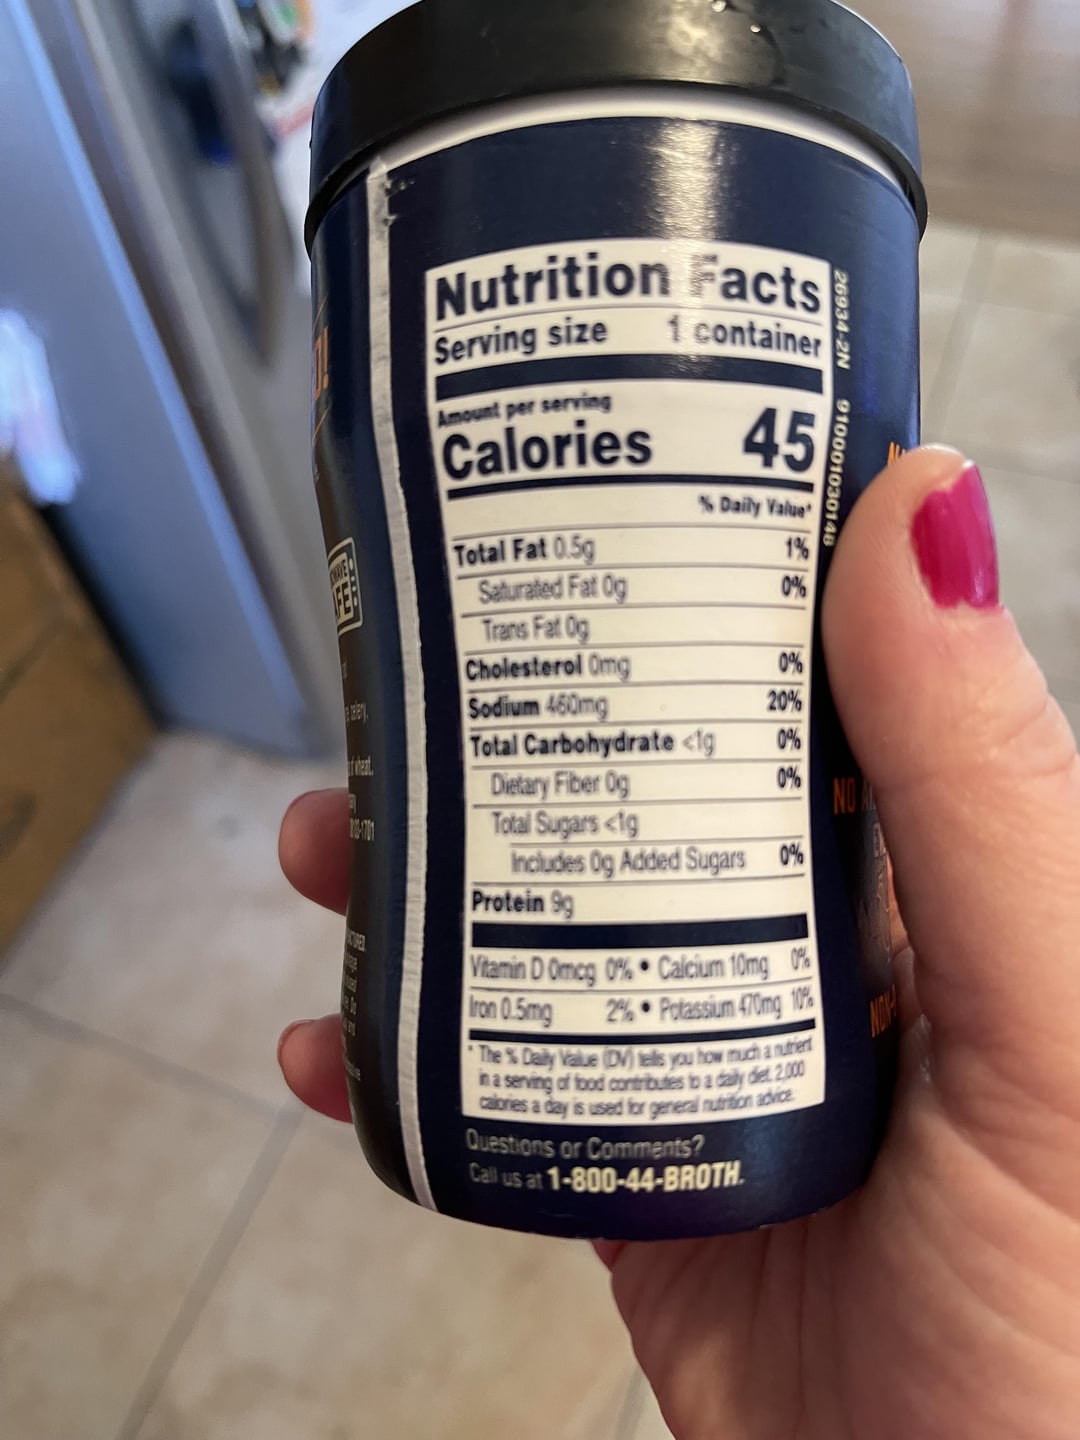 Nutrition Facts
Serving size 1 container
Amount per serving
Calories 45
% Daily Value*
Total Fat 0.5g 1%
Saturated Fat 0g 0%
Trans Fat 0g
Cholesterol 0mg 0%
Sodium 460mg 20%
Total Carbohydrate <1g 0%
Dietary Fiber 0g 0%
Total Sugars <1g
Includes 0g Added Sugars 0%
Protein 9g
Vitamin D 0mcg 0% • Calcium 10mg 0%
Iron 0.5mg 2% • Potassium 470mg 10%
* The % Daily Value (DV) tells you how much a nutrient
in a serving of food contributes to a daily diet. 2,000
calories a day is used for general nutrition advice.
Questions or Comments?
Call us at 1-800-44-BROTH.
26934-2N 910001030146
celery,
of wheat.
NO